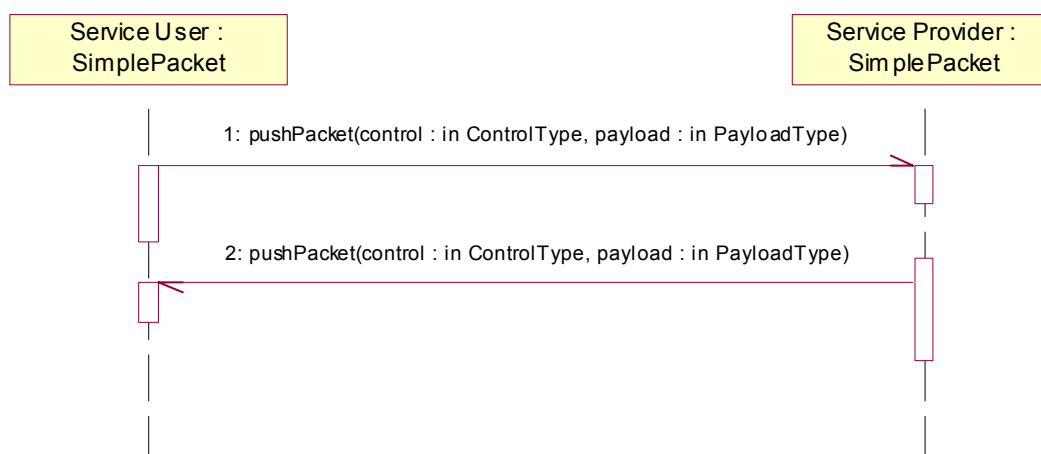 Service User :
SimplePacket
Service Provider :
SimplePacket
1: pushPacket(control : in ControlType, payload : in PayloadType)
2: pushPacket(control : in ControlType, payload : in PayloadType)